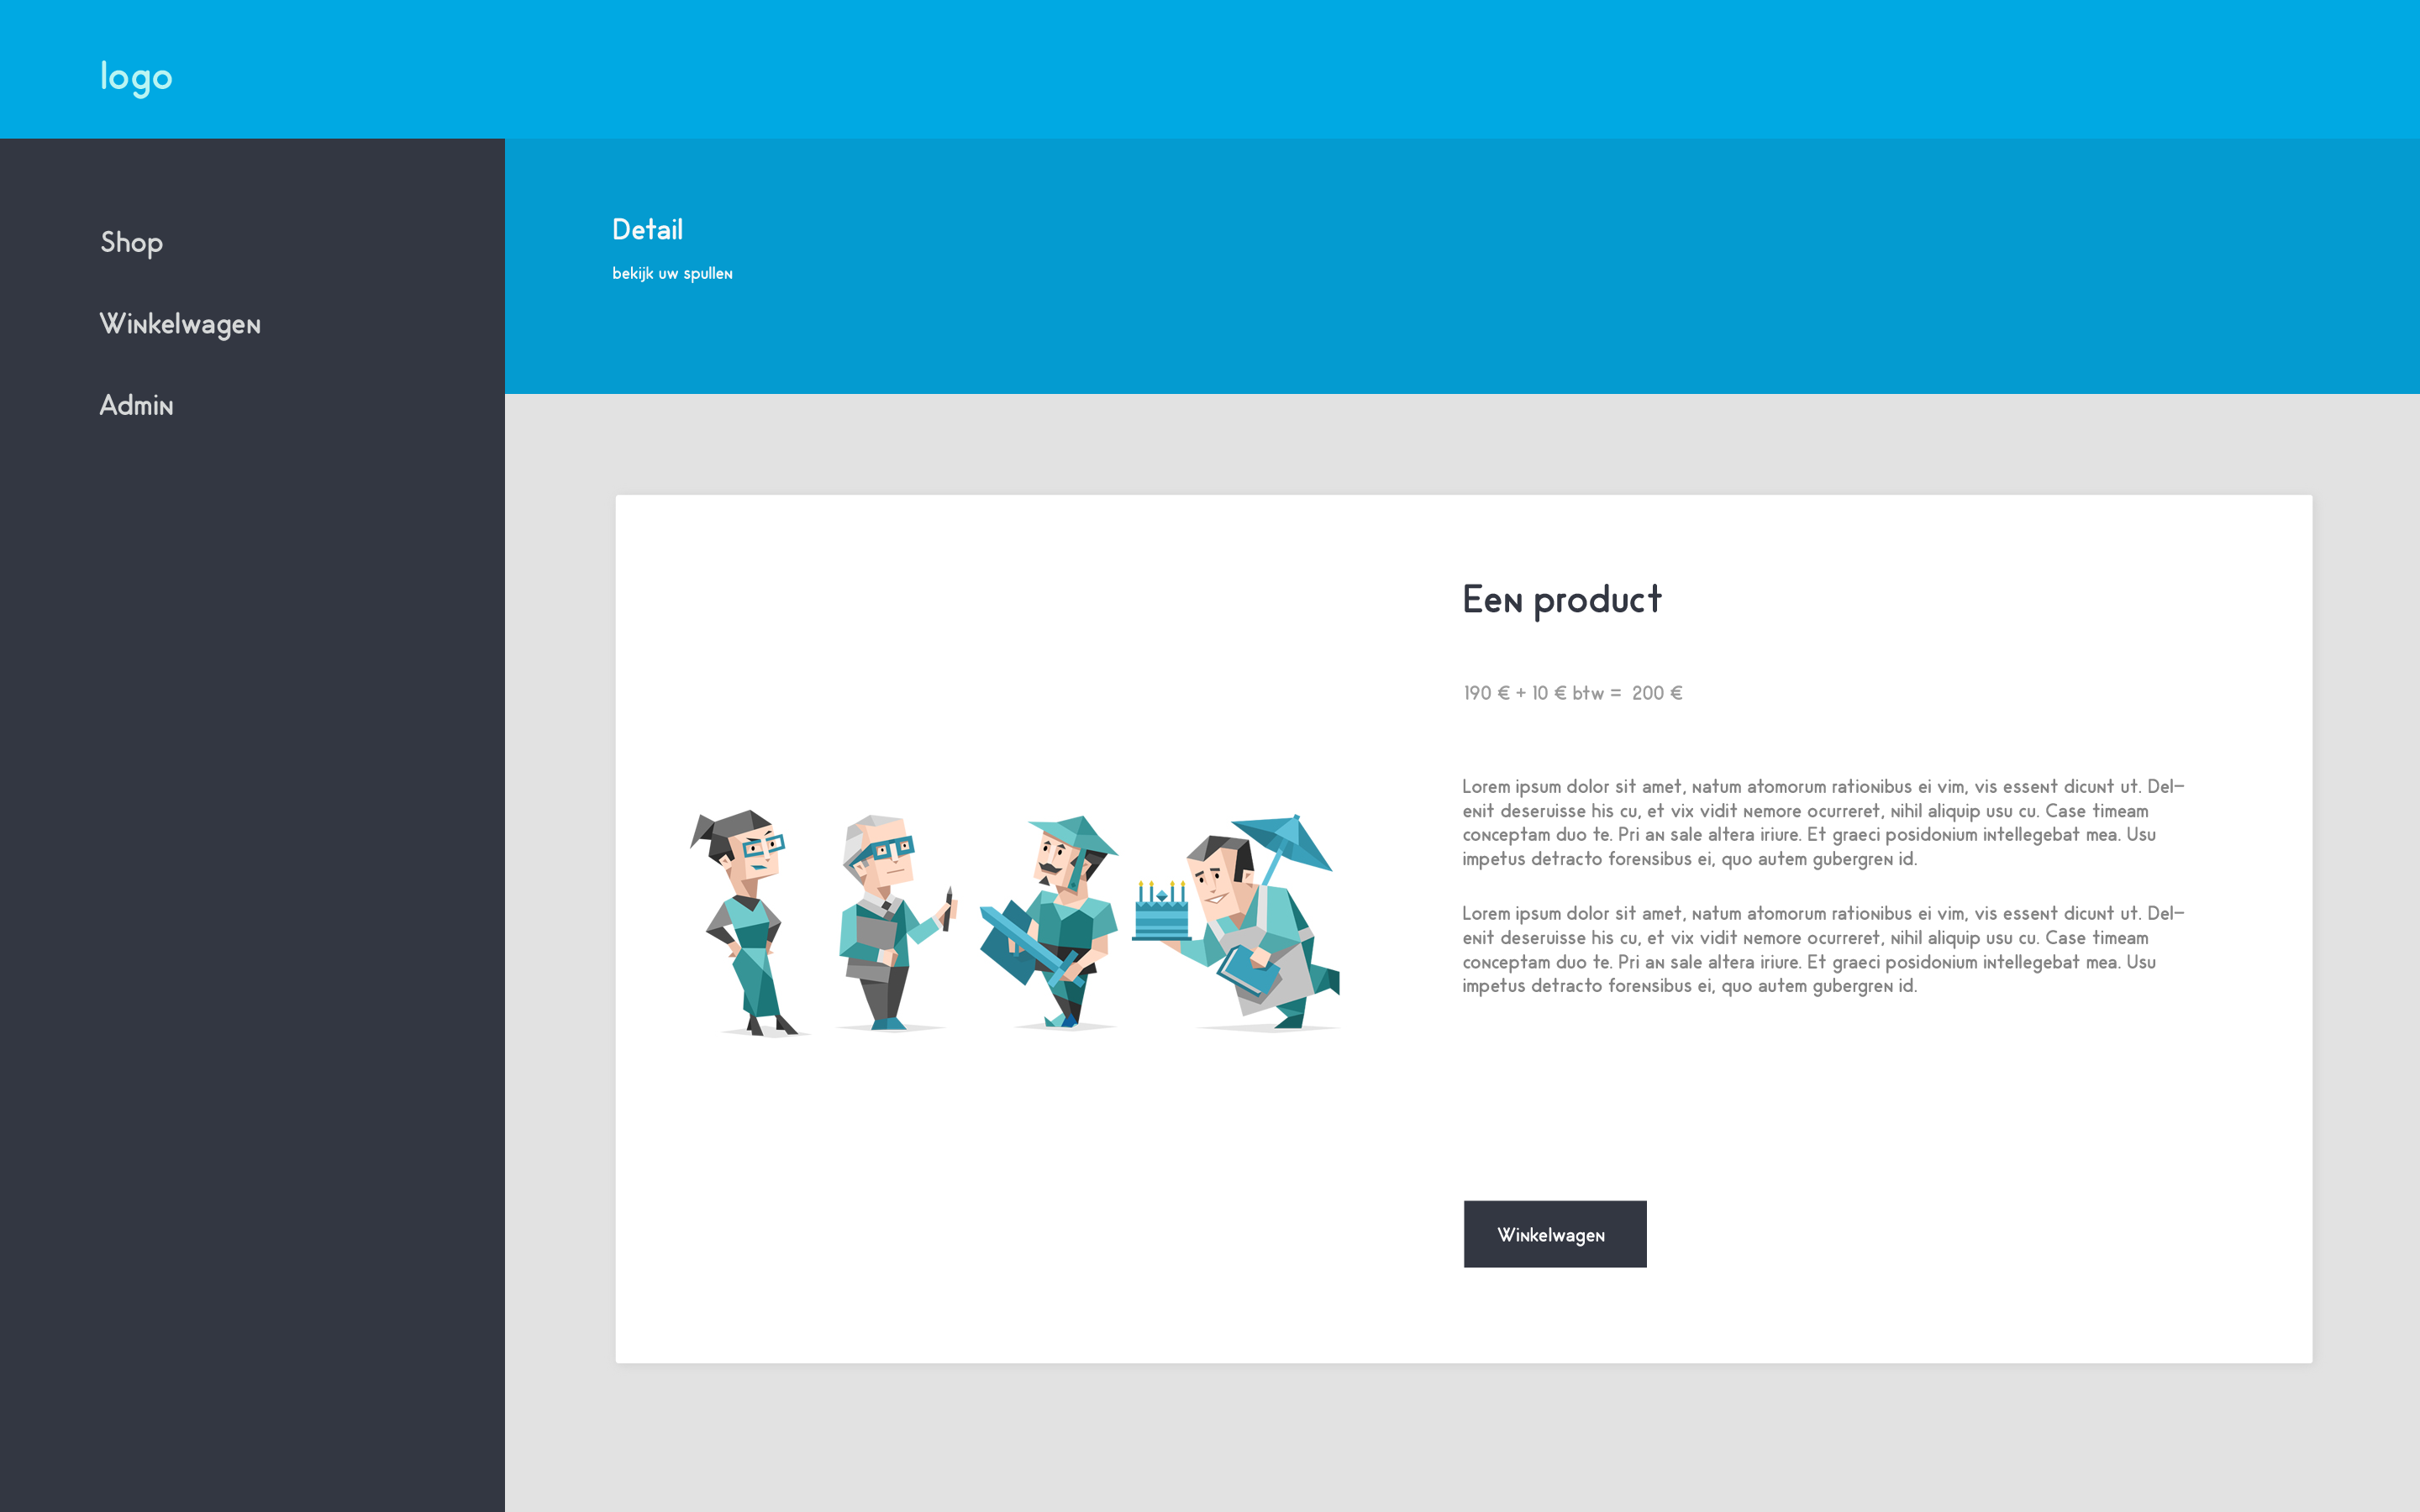 logo
Shop
Winkelwagen
Admin
Detail
bekijk uw spullen
Een product
190 € + 10 € btw = 200 €
Lorem ipsum dolor sit amet, natum atomorum rationibus ei vim, vis essent dicunt ut. Del-
enit deseruisse his cu, et vix vidit nemore ocurreret, nihil aliquip usu cu. Case timeam
conceptam duo te. Pri an sale altera iriure. Et graeci posidonium intellegebat mea. Usu
impetus detracto forensibus ei, quo autem gubergren id.
Lorem ipsum dolor sit amet, natum atomorum rationibus ei vim, vis essent dicunt ut. Del-
enit deseruisse his cu, et vix vidit nemore ocurreret, nihil aliquip usu cu. Case timeam
conceptam duo te. Pri an sale altera iriure. Et graeci posidonium intellegebat mea. Usu
impetus detracto forensibus ei, quo autem gubergren id.
Winkelwagen